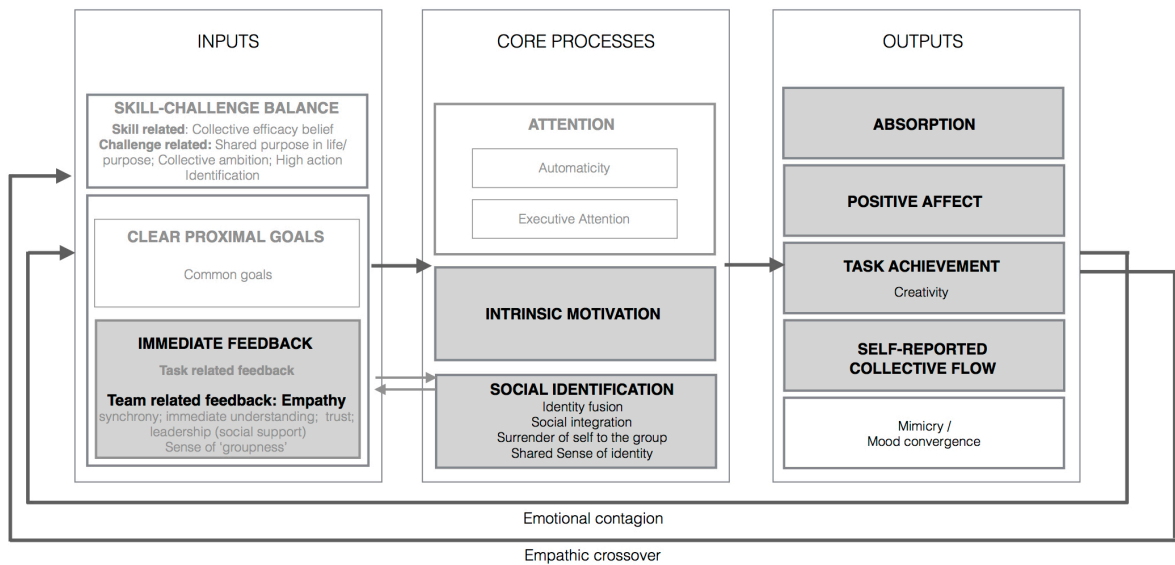 INPUTS
SKILL-CHALLENGE BALANCE
Skill related: Collective efficacy belief
Challenge related: Shared purpose in life/
purpose; Collective ambition; High action
Identification
CLEAR PROXIMAL GOALS
Common goals
IMMEDIATE FEEDBACK
Task related feedback
Team related feedback: Empathy
synchrony; immediate understanding; trust;
leadership (social support)
Sense of ‘groupness’
CORE PROCESSES
ATTENTION
Automaticity
Executive Attention
INTRINSIC MOTIVATION
SOCIAL IDENTIFICATION
Identity fusion
Social integration
Surrender of self to the group
Shared Sense of identity
OUTPUTS
ABSORPTION
POSITIVE AFFECT
TASK ACHIEVEMENT
Creativity
SELF-REPORTED
COLLECTIVE FLOW
Mimicry /
Mood convergence
Emotional contagion
Empathic crossover